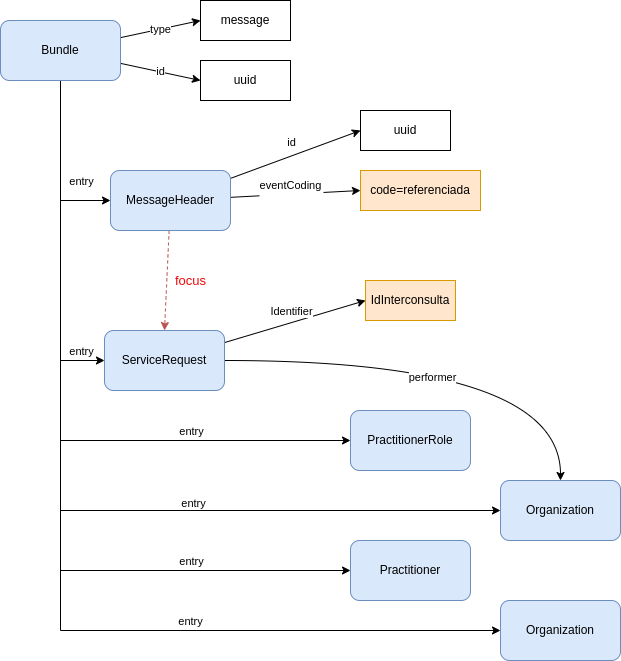 message
type
Bundle
id
uuid
uuid
id
entry
eventCoding
code=referenciada
MessageHeader
focus
IdInterconsulta
Identifier
entry
ServiceRequest
performer
entry
PractitionerRole
entry
Organization
entry
Practitioner
entry
Organization